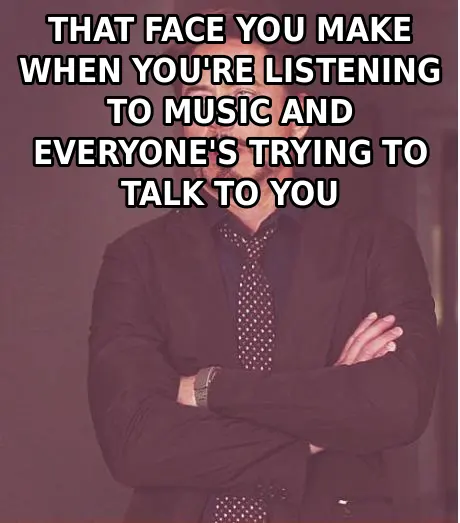 THAT FACE YOU MAKE
WHEN YOU'RE LISTENING
TO MUSIC AND
EVERYONE'S TRYING TO
TALK TO YOU